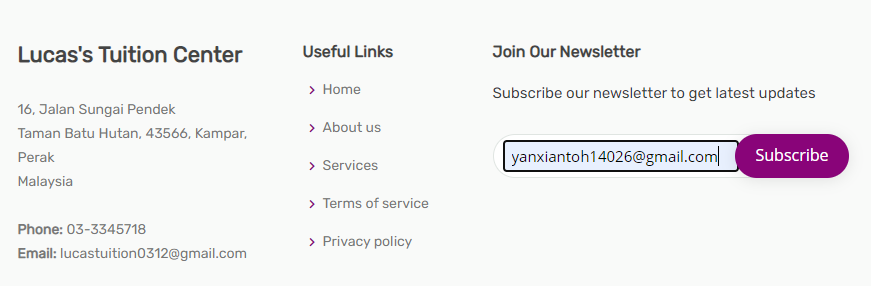 Lucas's Tuition Center
16, Jalan Sungai Pendek
Taman Batu Hutan, 43566, Kampar,
Perak
Malaysia
Phone: 03-3345718
Email: lucastuition0312@gmail.com
Useful Links
Home
About us
Services
Terms of service
Privacy policy
Join Our Newsletter
Subscribe our newsletter to get latest updates
yanxiantoh14026@gmail.com
Subscribe